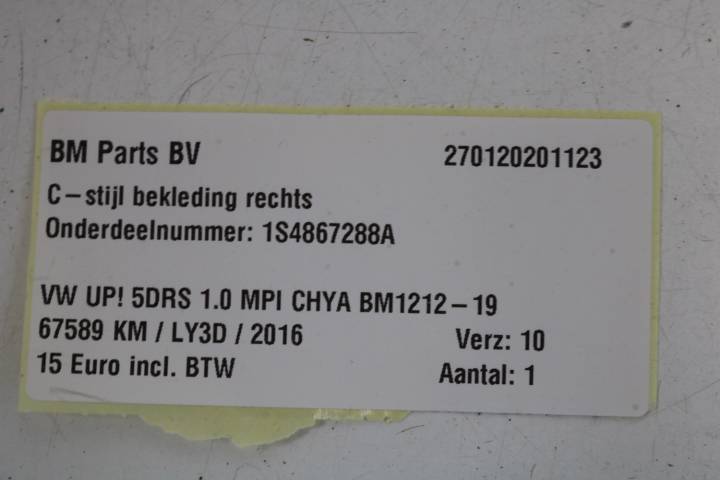 BM Parts BV 270120201123
C-stijl bekleding rechts
Onderdeelnummer: 1S4867288A
VW UP! 5DRS 1.0 MPI CHYA BM1212-19
67589 KM / LY3D / 2016 Verz: 10
15 Euro incl. BTW Aantal: 1